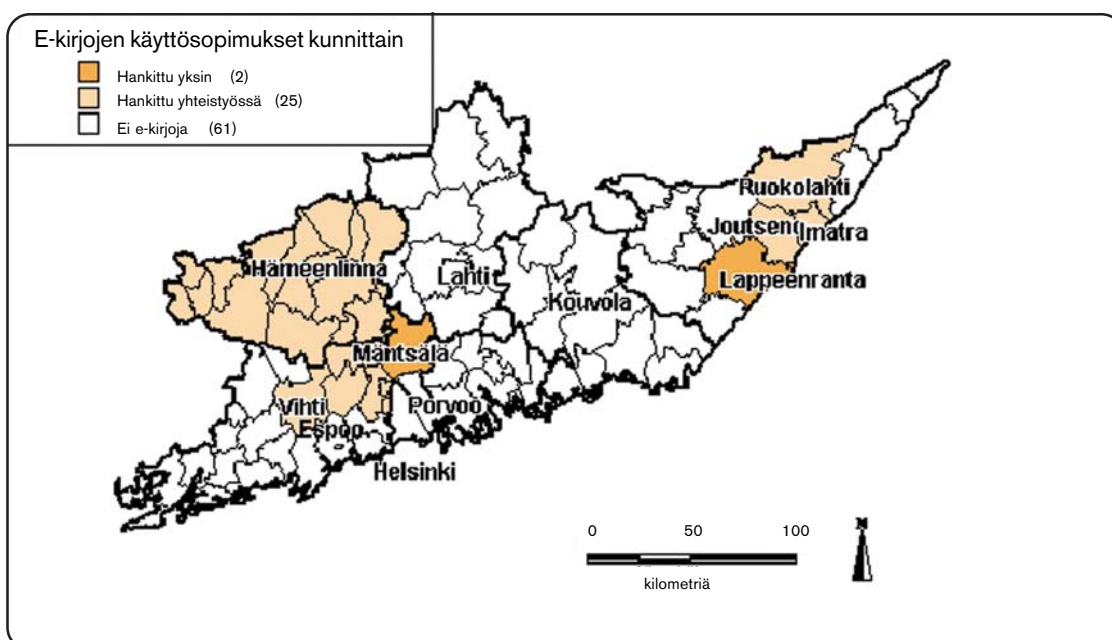 E-kirjojen käyttösopimukset kunnittain
Hankittu yksin (2)
Hankittu yhteistyössä (25)
Ei e-kirjoja (61)
Ruokolahti
Joutseno
Imatra
Hämeenlinna
Lahti
Lappeenranta
Kouvola
Mäntsälä
Vihti
Porvoo
Espoo
Helsinki
0 50 100
kilometriä
N